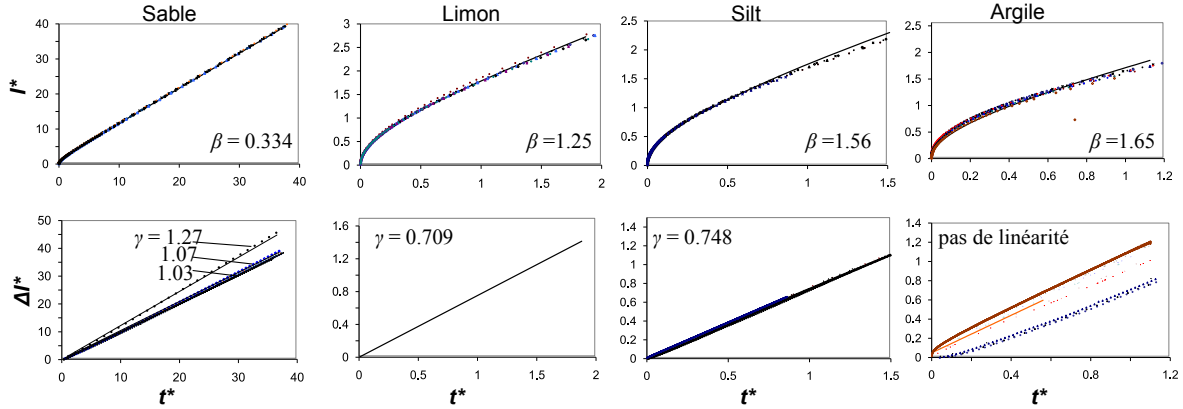 Sable
Limon
Silt
Argile
I*
40
30
20
10
0
0 10 20 30 40
β = 0.334
3
2.5
2
1.5
1
0.5
0
0 0.5 1 1.5 2
β =1.25
2.5
2
1.5
1
0.5
0
0 0.5 1 1.5
β =1.56
2.5
2
1.5
1
0.5
0
0 0.2 0.4 0.6 0.8 1 1.2
β =1.65
ΔI*
50
40
30
20
10
0
0 10 20 30 40
γ = 1.27
1.07
1.03
t*
1.6
1.2
0.8
0.4
0
0 0.5 1 1.5 2
γ = 0.709
t*
1.4
1.2
1
0.8
0.6
0.4
0.2
0
0 0.5 1 1.5
γ = 0.748
t*
1.4
1.2
1
0.8
0.6
0.4
0.2
0
0 0.4 0.8 1.2
pas de linéarité
t*